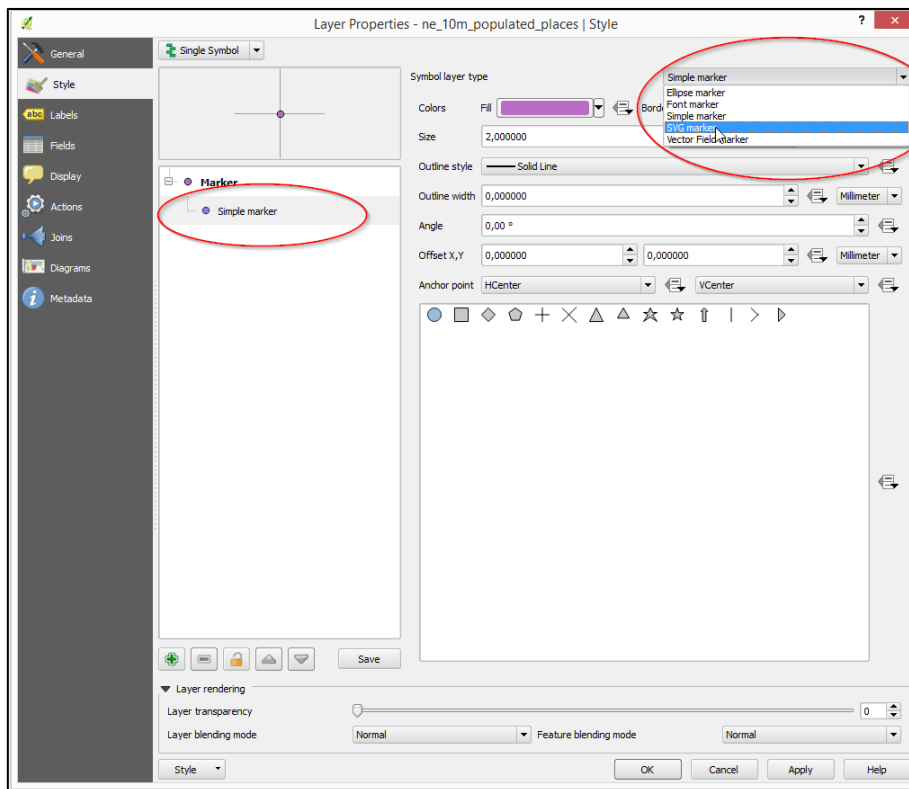 Layer Properties - ne_10m_populated_places | Style
?
General
Style
abc Labels
Fields
Display
Actions
Joins
Diagrams
i Metadata
Single Symbol
Marker
Simple marker
Save
Symbol layer type
Simple marker
Ellipse marker
Font marker
Simple marker
SVG marker
Vector Field marker
Colors Fill
Size 2,000000
Outline style Solid Line
Outline width 0,000000 Millimeter
Angle 0,00 °
Offset X,Y 0,000000 0,000000 Millimeter
Anchor point HCenter VCenter
Layer rendering
Layer transparency 0
Layer blending mode Normal Feature blending mode Normal
Style OK Cancel Apply Help